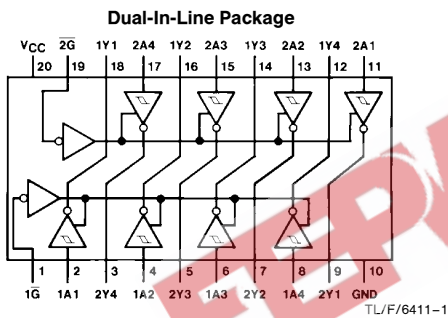 Dual-In-Line Package
VCC 2G̅ 1Y1 2A4 1Y2 2A3 1Y3 2A2 1Y4 2A1
20 19 18 17 16 15 14 13 12 11
1 2 3 4 5 6 7 8 9 10
1G̅ 1A1 2Y4 1A2 2Y3 1A3 2Y2 1A4 2Y1 GND
TL/F/6411-1